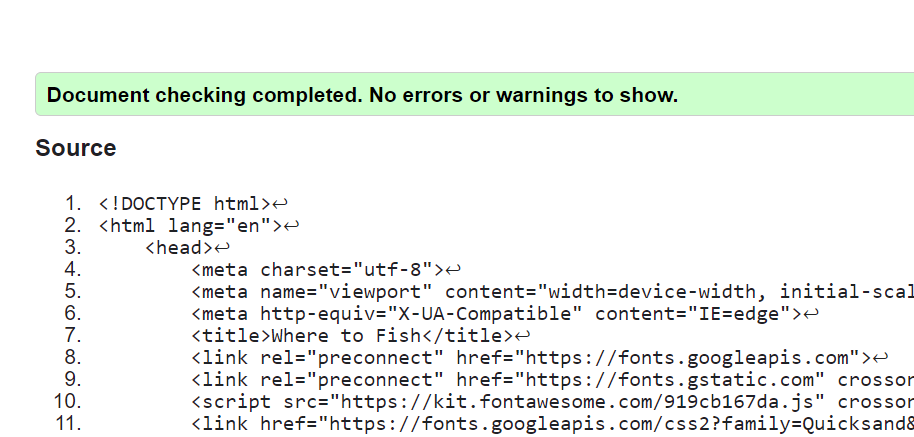 Document checking completed. No errors or warnings to show.
Source
1. <!DOCTYPE html>↩
2. <html lang="en">↩
3. <head>↩
4. <meta charset="utf-8">↩
5. <meta name="viewport" content="width=device-width, initial-scal
6. <meta http-equiv="X-UA-Compatible" content="IE=edge">↩
7. <title>Where to Fish</title>↩
8. <link rel="preconnect" href="https://fonts.googleapis.com">↩
9. <link rel="preconnect" href="https://fonts.gstatic.com" crossor
10. <script src="https://kit.fontawesome.com/919cb167da.js" crossor
11. <link href="https://fonts.googleapis.com/css2?family=Quicksand&